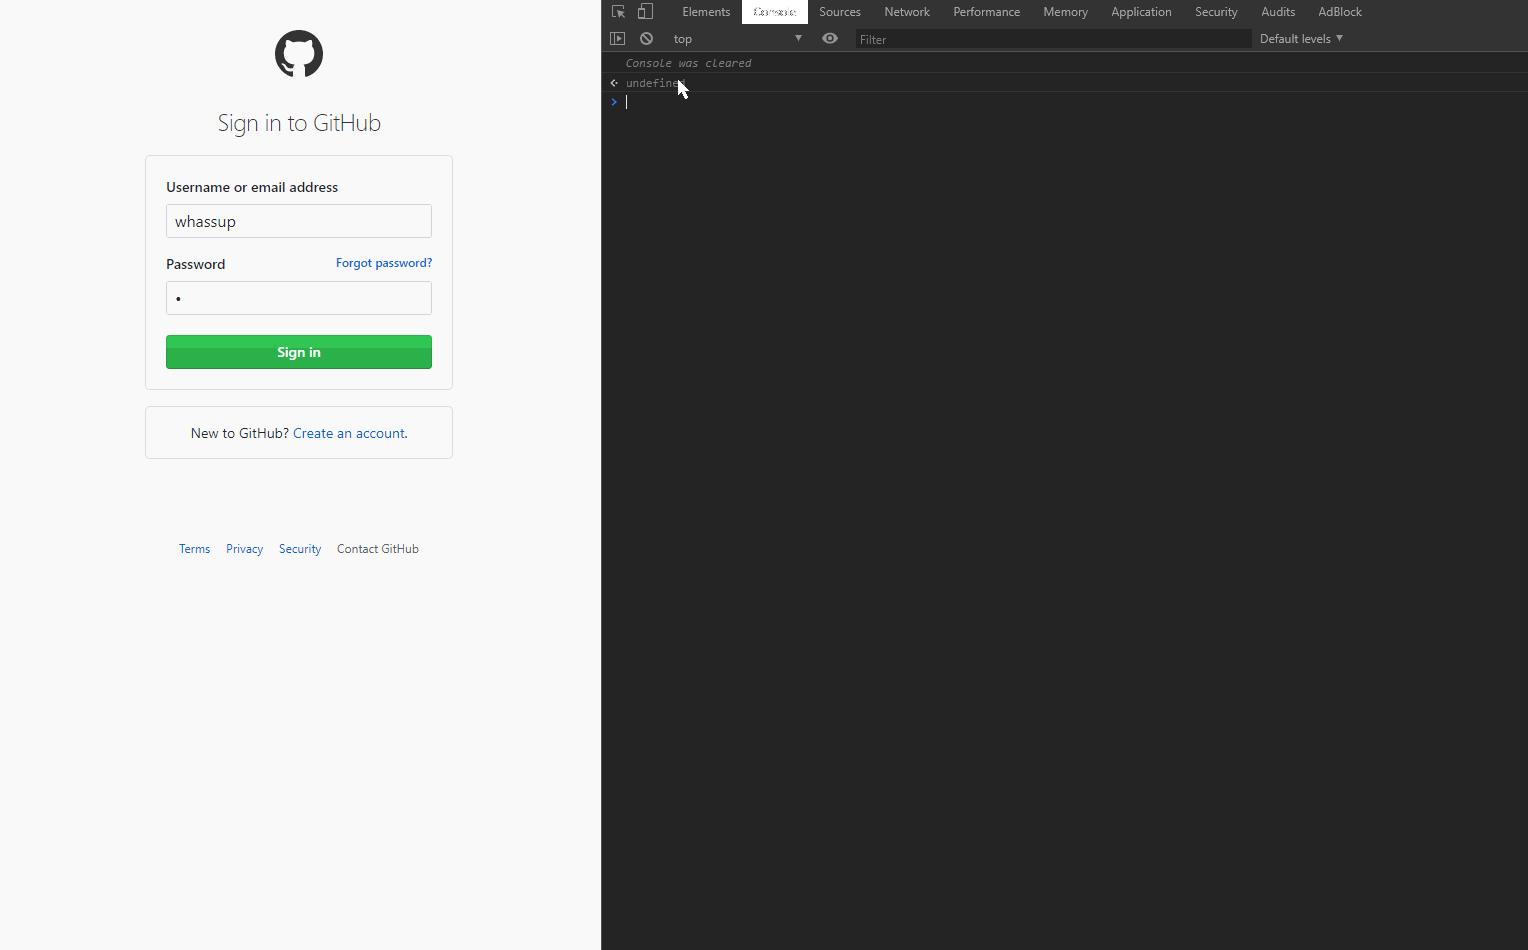 Sign in to GitHub
Username or email address
whassup
Password Forgot password?
•
Sign in
New to GitHub? Create an account.
Terms Privacy Security Contact GitHub
Elements Console Sources Network Performance Memory Application Security Audits AdBlock
top Filter Default levels
Console was cleared
undefined